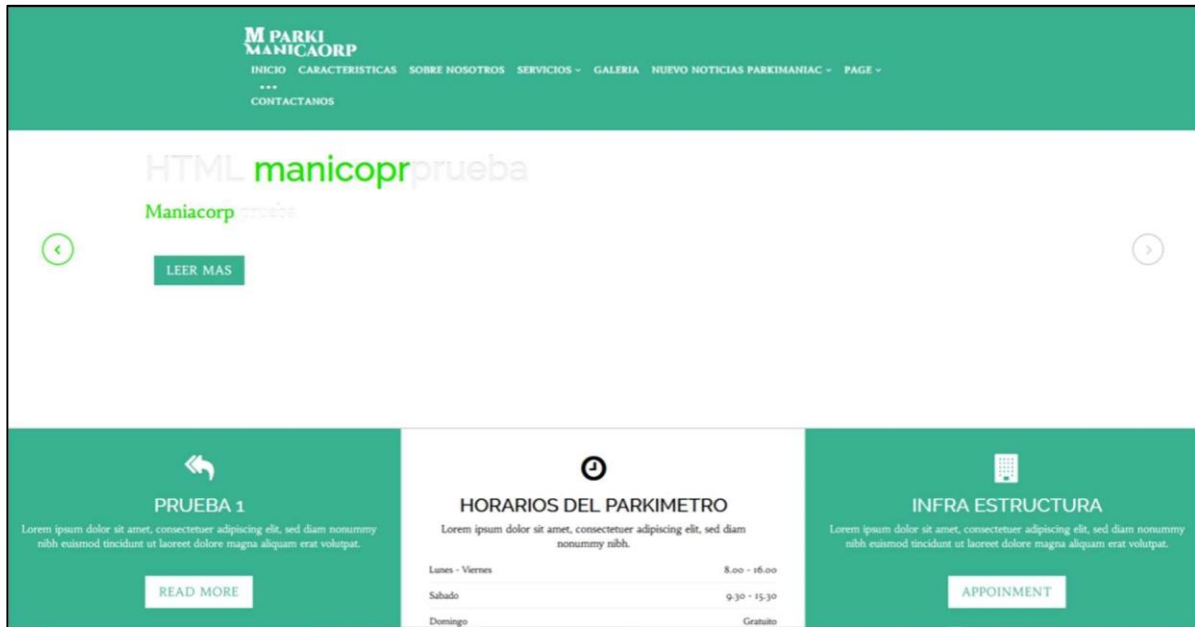 M PARKI
MANICAORP
INICIO CARACTERISTICAS SOBRE NOSOTROS SERVICIOS GALERIA NUEVO NOTICIAS PARKIMANIAC PAGE
...
CONTACTANOS
HTML manicoprprueba
Maniacorp prueba
LEER MAS
PRUEBA 1
Lorem ipsum dolor sit amet, consectetuer adipiscing elit, sed diam nonummy
nibh euismod tincidunt ut laoreet dolore magna aliquam erat volutpat.
READ MORE
HORARIOS DEL PARKIMETRO
Lorem ipsum dolor sit amet, consectetuer adipiscing elit, sed diam
nonummy nibh.
Lunes - Viernes 8.00 - 16.00
Sabado 9.30 - 15.30
Domingo Gratuito
INFRA ESTRUCTURA
Lorem ipsum dolor sit amet, consectetuer adipiscing elit, sed diam nonummy
nibh euismod tincidunt ut laoreet dolore magna aliquam erat volutpat.
APPOINMENT